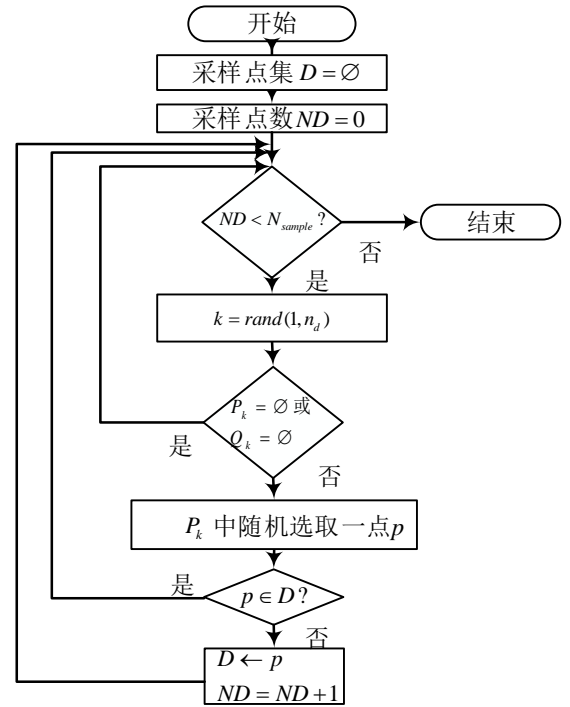 开始
采样点集 D = ∅
采样点数 ND = 0
ND < N_sample ?
结束
否
是
k = rand(1, n_d)
P_k = ∅ 或
Q_k = ∅
是
否
P_k 中随机选取一点 p
是
p ∈ D ?
否
D ← p
ND = ND + 1